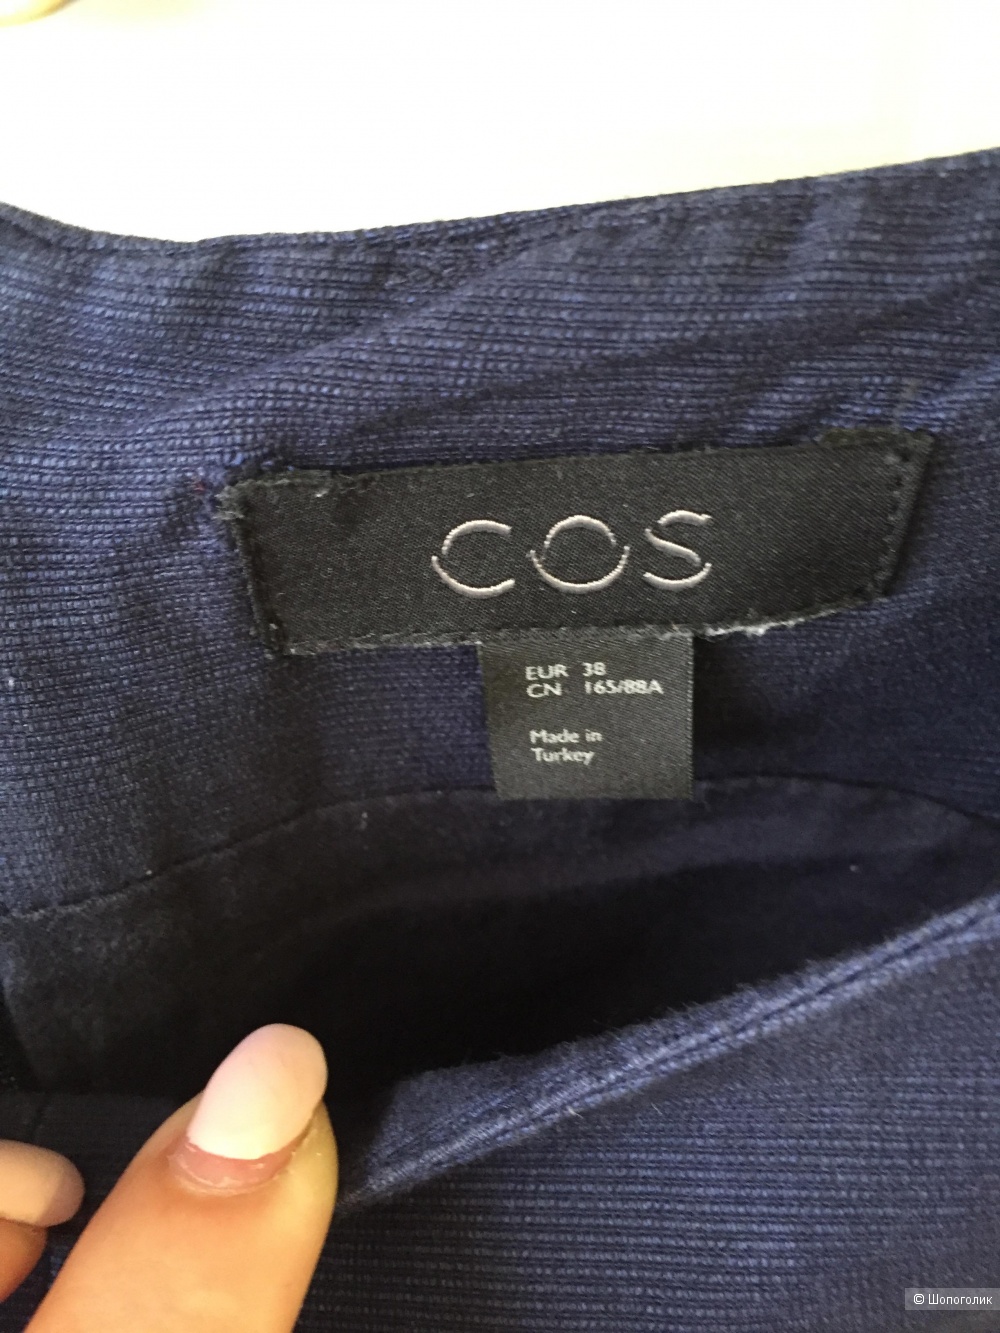 COS
EUR 38
CN 165/88A
Made in
Turkey
© Шопоголик